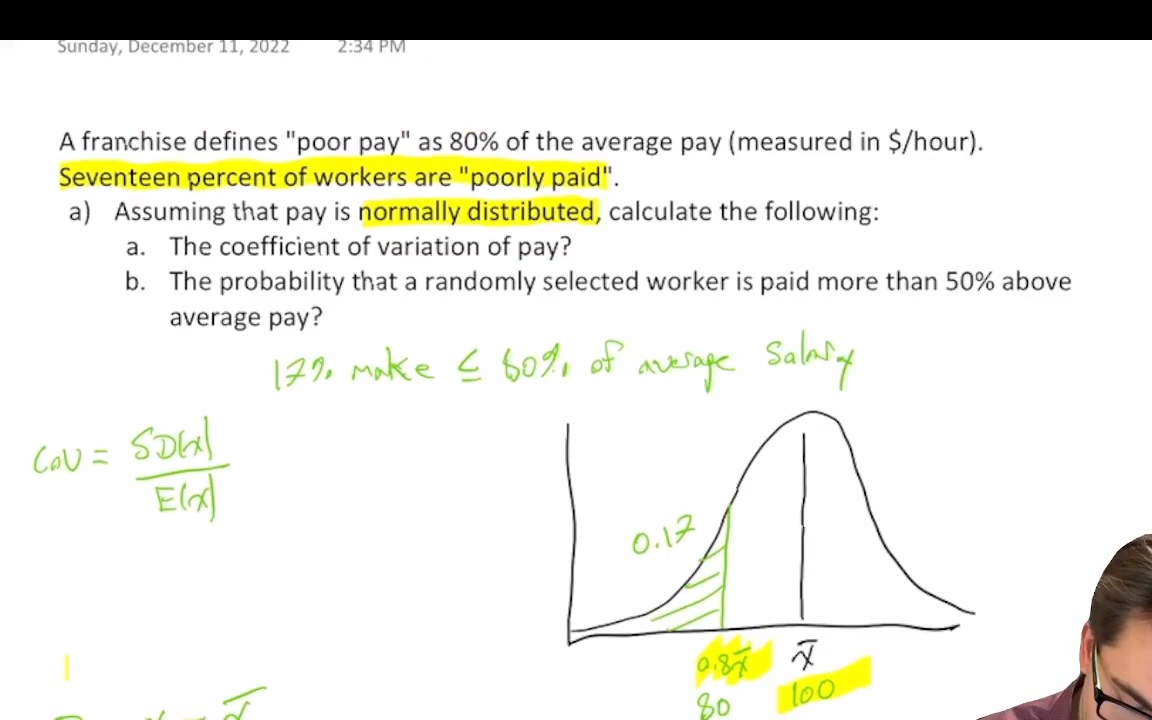 Sunday, December 11, 2022 2:34 PM
A franchise defines "poor pay" as 80% of the average pay (measured in $/hour).
Seventeen percent of workers are "poorly paid".
a) Assuming that pay is normally distributed, calculate the following:
a. The coefficient of variation of pay?
b. The probability that a randomly selected worker is paid more than 50% above
average pay?
17% make ≤ 80% of average salary
CoV = SD(x)
E(x)
0.17
0.8x̄ x̄
80 100